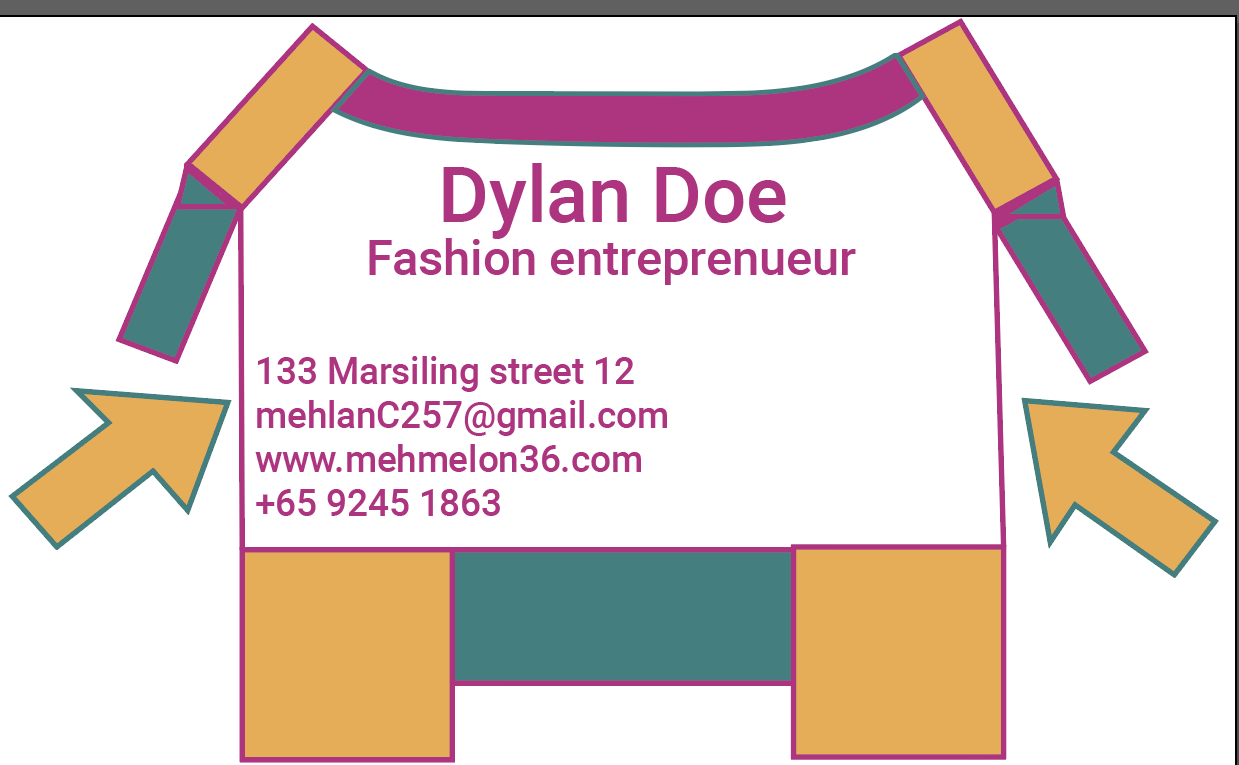 Dylan Doe
Fashion entreprenueur
133 Marsiling street 12
mehlanC257@gmail.com
www.mehmelon36.com
+65 9245 1863